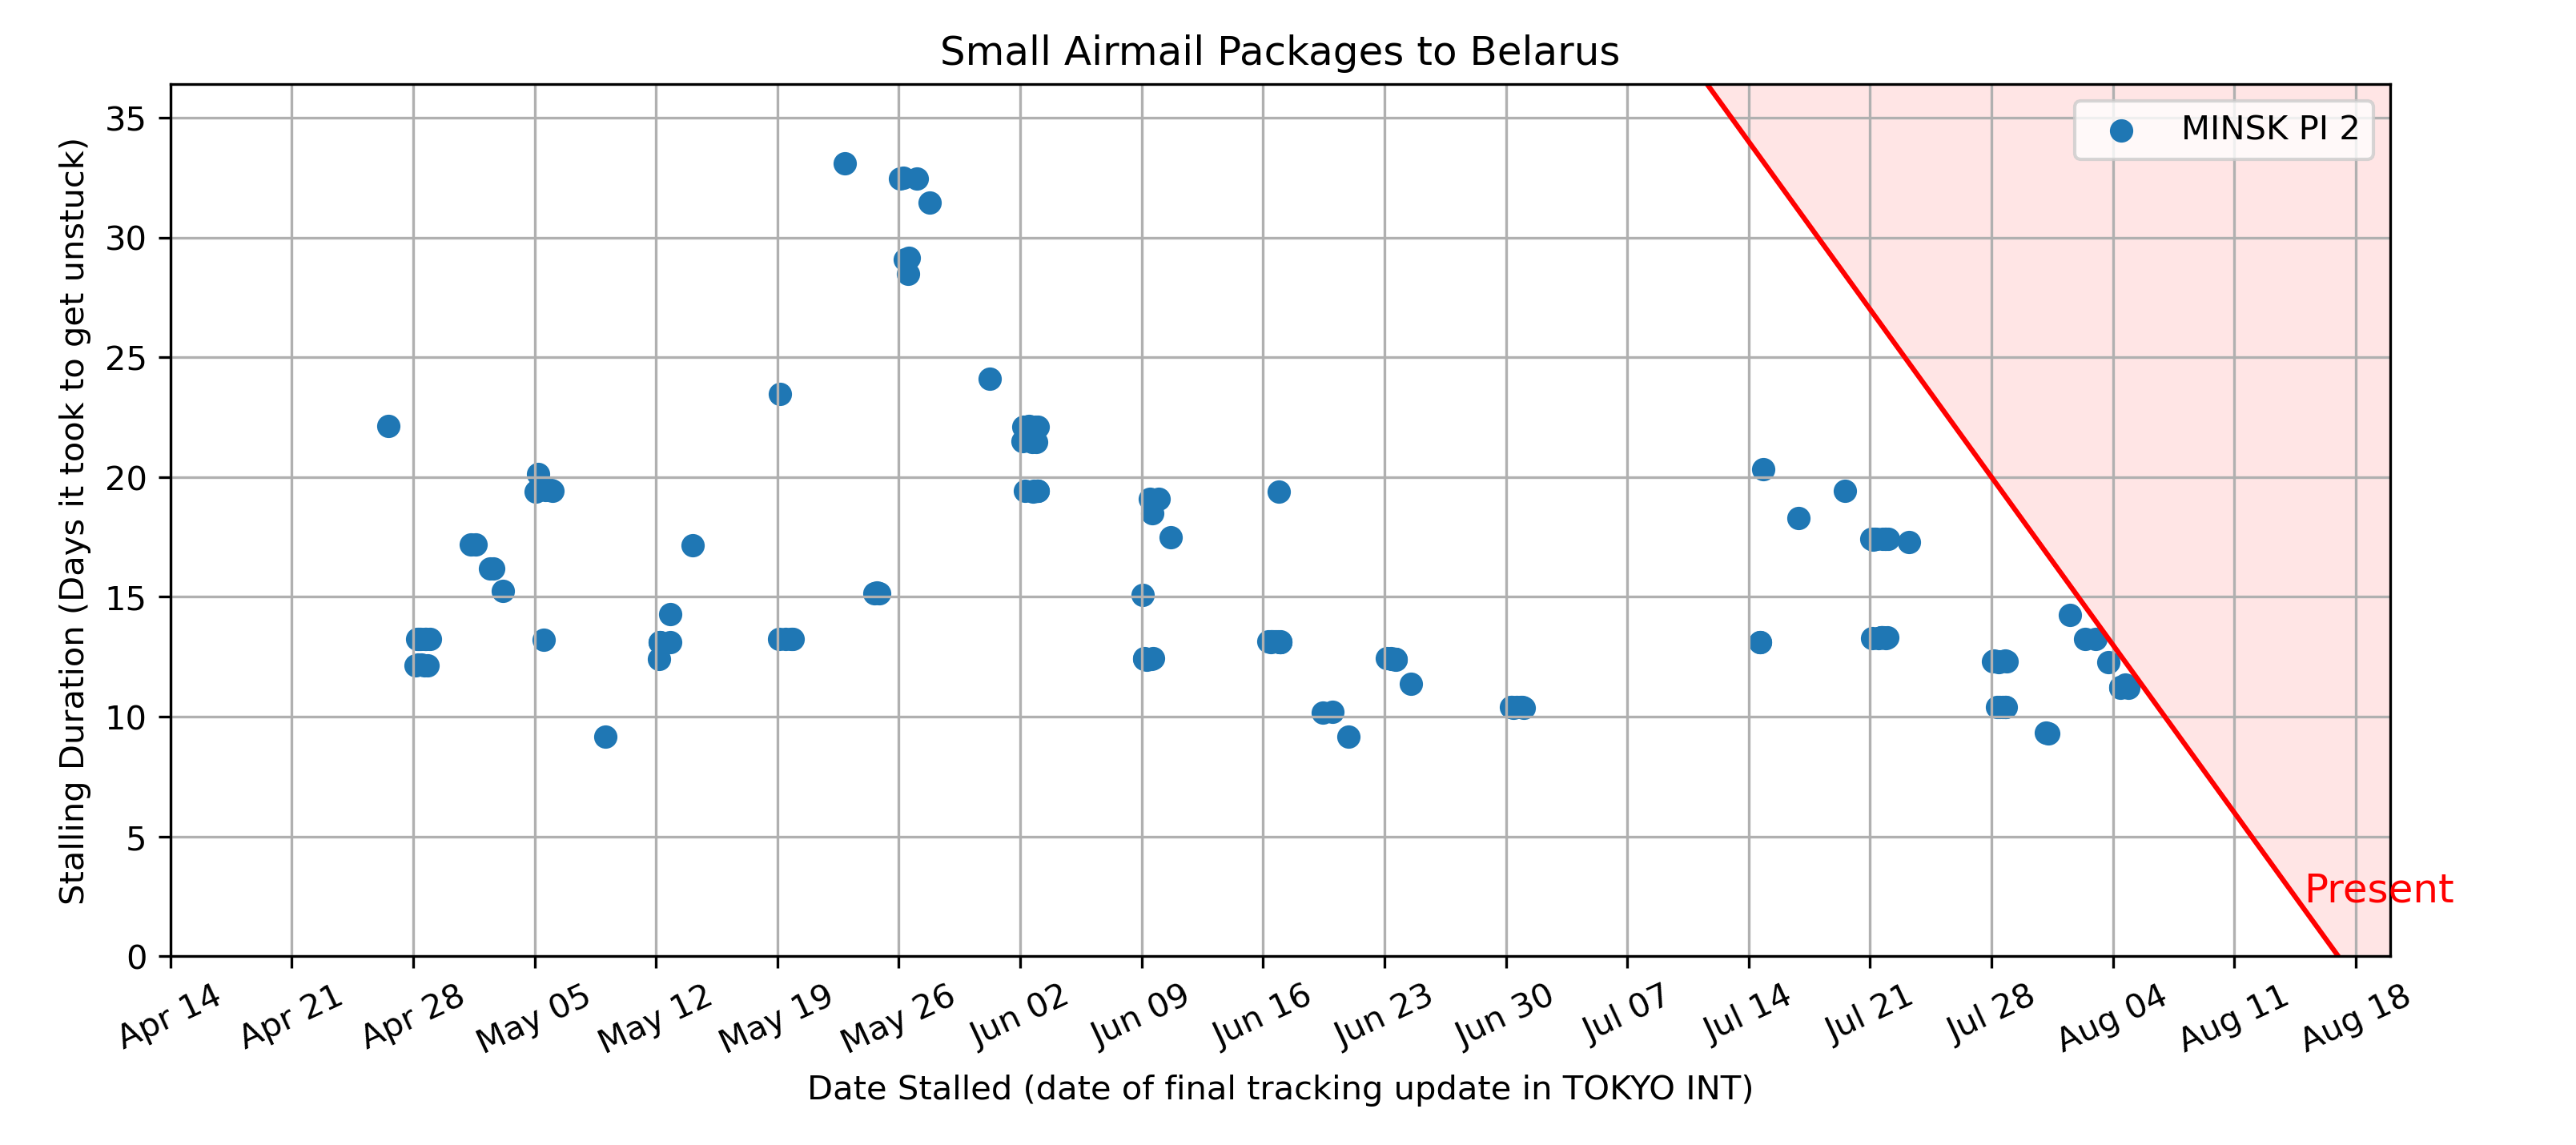 Small Airmail Packages to Belarus
MINSK PI 2
Stalling Duration (Days it took to get unstuck)
35
30
25
20
15
10
5
0
Present
Apr 14
Apr 21
Apr 28
May 05
May 12
May 19
May 26
Jun 02
Jun 09
Jun 16
Jun 23
Jun 30
Jul 07
Jul 14
Jul 21
Jul 28
Aug 04
Aug 11
Aug 18
Date Stalled (date of final tracking update in TOKYO INT)